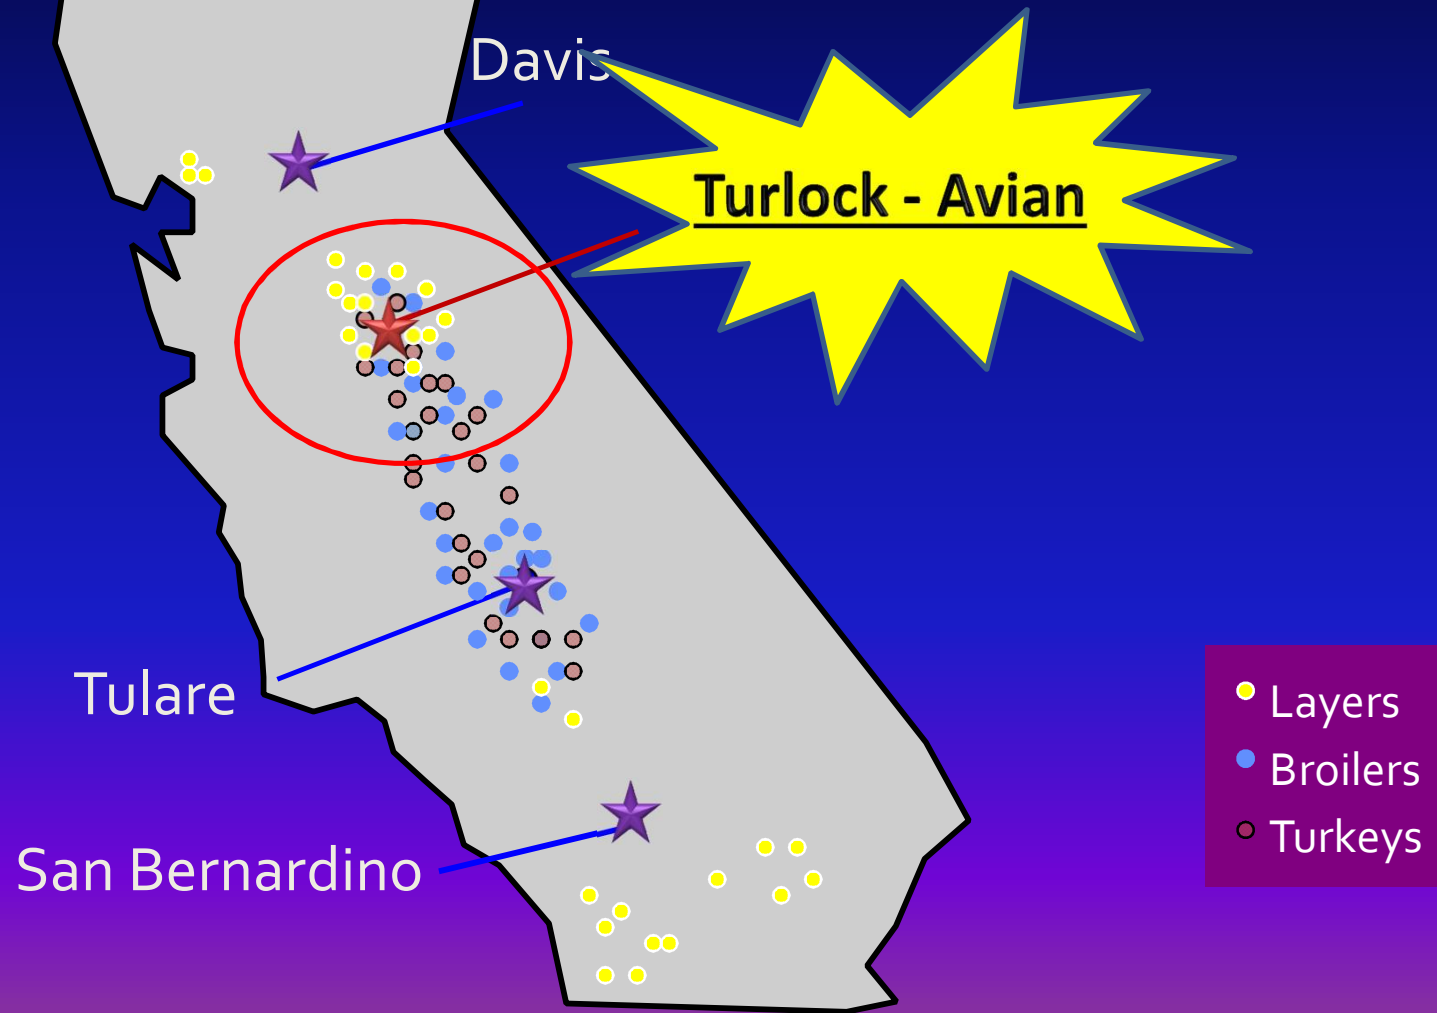 Davis
Turlock - Avian
Tulare
San Bernardino
Layers
Broilers
Turkeys